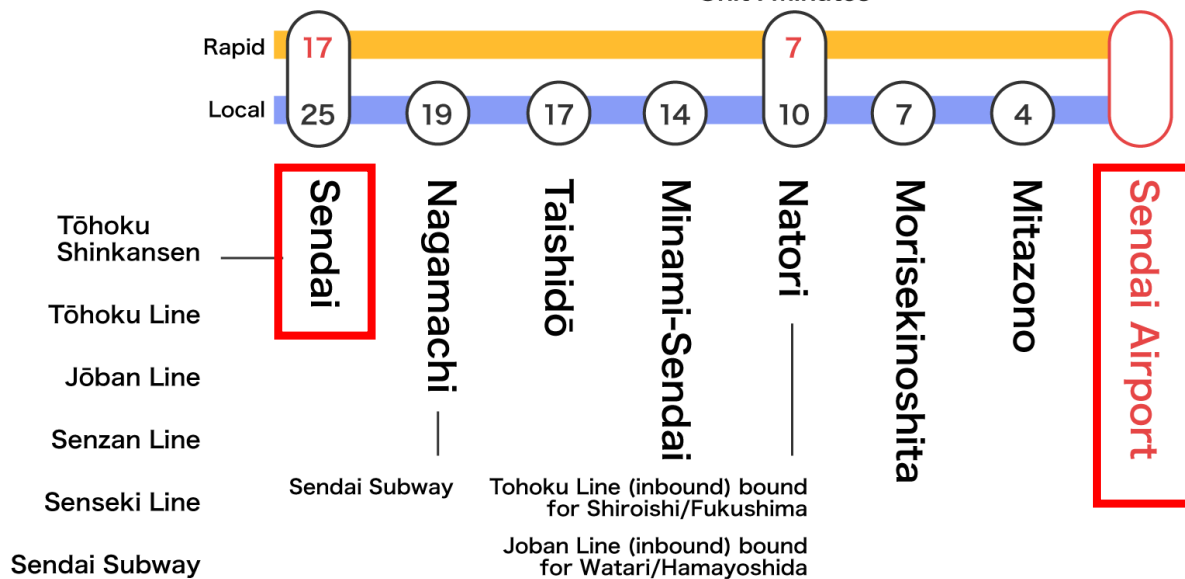 Rapid
17
7
Local
25
19
17
14
10
7
4
Sendai
Nagamachi
Taishidō
Minami-Sendai
Natori
Morisekinoshita
Mitazono
Sendai Airport
Tōhoku
Shinkansen
Tōhoku Line
Jōban Line
Senzan Line
Senseki Line
Sendai Subway
Sendai Subway
Tohoku Line (inbound) bound
for Shiroishi/Fukushima
Joban Line (inbound) bound
for Watari/Hamayoshida